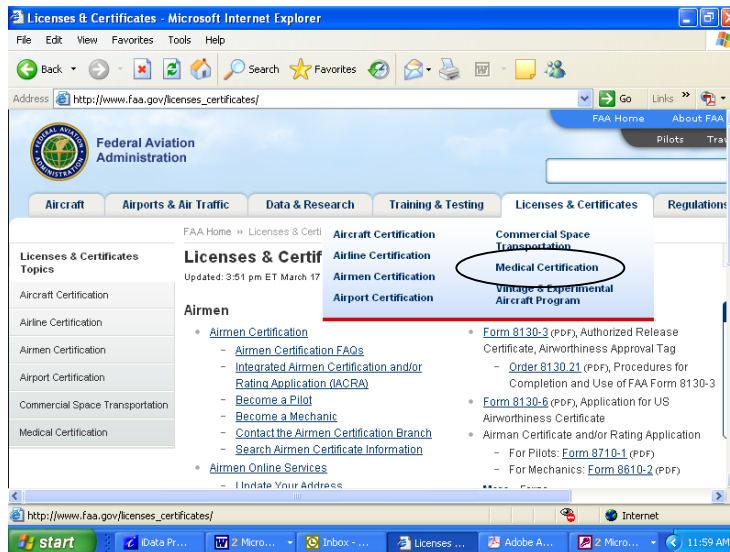 Licenses & Certificates - Microsoft Internet Explorer
File Edit View Favorites Tools Help
Back Search Favorites
Address http://www.faa.gov/licenses_certificates/ Go Links »
FAA Home About FAA
Pilots
FEDERAL AVIATION ADMINISTRATION
Federal Aviation
Administration
Aircraft Airports & Air Traffic Data & Research Training & Testing Licenses & Certificates Regulations
FAA Home » Licenses & Certi
Aircraft Certification
Airline Certification
Airmen Certification
Airport Certification
Commercial Space
Transportation
Medical Certification
Vintage & Experimental
Aircraft Program
Licenses & Certificates
Topics
Aircraft Certification
Airline Certification
Airmen Certification
Airport Certification
Commercial Space Transportation
Medical Certification
Licenses & Certif
Updated: 3:51 pm ET March 17
Airmen
Airmen Certification
– Airmen Certification FAQs
– Integrated Airmen Certification and/or
Rating Application (IACRA)
– Become a Pilot
– Become a Mechanic
– Contact the Airmen Certification Branch
– Search Airmen Certificate Information
Airmen Online Services
– Update Your Address
Form 8130-3 (PDF), Authorized Release
Certificate, Airworthiness Approval
Tag
– Order 8130.21 (PDF), Procedures for
Completion and Use of FAA Form 8130-3
Form 8130-6 (PDF), Application for US
Airworthiness Certificate
Airman Certificate and/or Rating Application
– For Pilots: Form 8710-1 (PDF)
– For Mechanics: Form 8610-2 (PDF)
http://www.faa.gov/licenses_certificates/ Internet
start iData Pr... 2 Micro... Inbox - ... Licenses ... Adobe A... 2 Micro... 11:59 AM